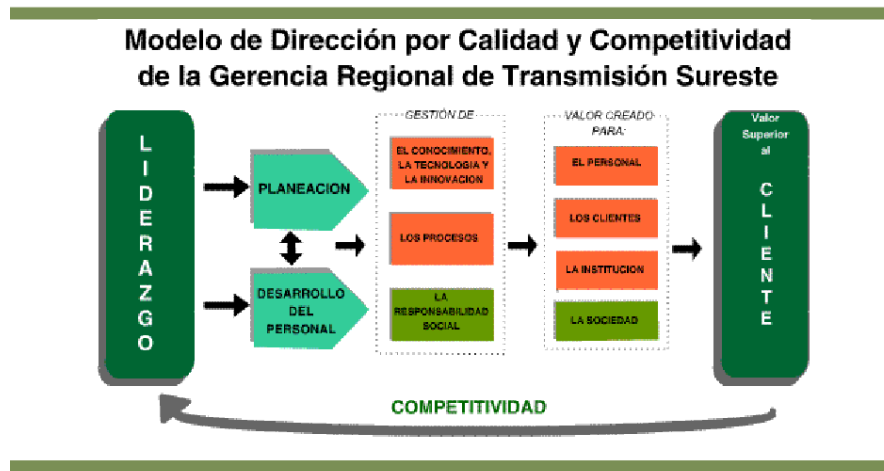 Modelo de Dirección por Calidad y Competitividad
de la Gerencia Regional de Transmisión Sureste
LIDERAZGO
PLANEACION
DESARROLLO
DEL
PERSONAL
GESTIÓN DE
EL CONOCIMIENTO,
LA TECNOLOGIA Y
LA INNOVACION
LOS PROCESOS
LA
RESPONSABILIDAD
SOCIAL
VALOR CREADO
PARA:
EL PERSONAL
LOS CLIENTES
LA INSTITUCION
LA SOCIEDAD
Valor
Superior
al
CLIENTE
COMPETITIVIDAD